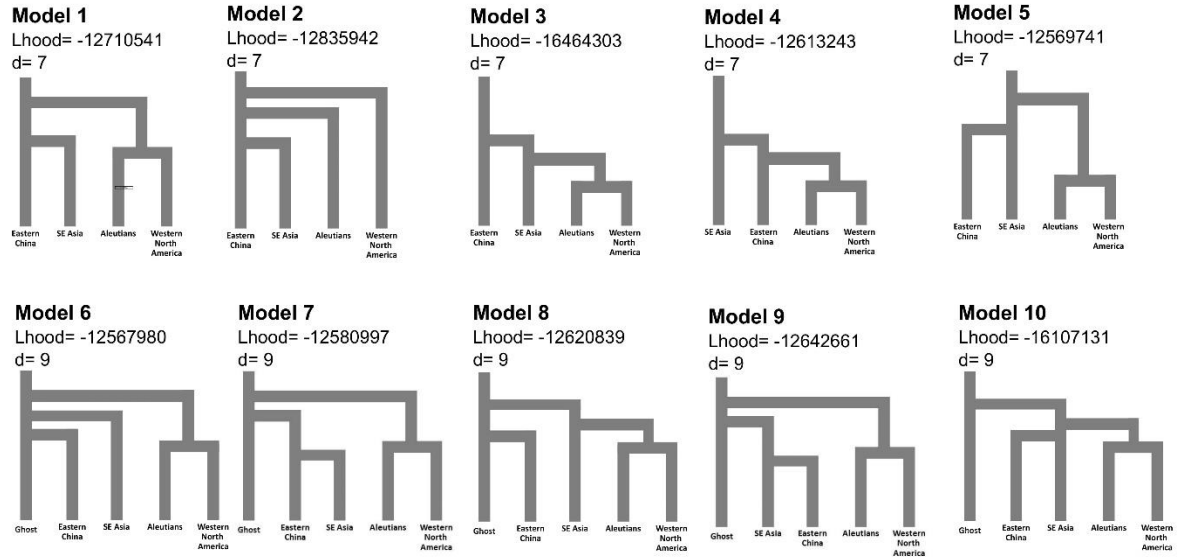 Model 1
Lhood= -12710541
d= 7
Eastern
China
SE Asia
Aleutians
Western
North
America
Model 2
Lhood= -12835942
d= 7
Eastern
China
SE Asia
Aleutians
Western
North
America
Model 3
Lhood= -16464303
d= 7
Eastern
China
SE Asia
Aleutians
Western
North
America
Model 4
Lhood= -12613243
d= 7
SE Asia
Eastern
China
Aleutians
Western
North
America
Model 5
Lhood= -12569741
d= 7
Eastern
China
SE Asia
Aleutians
Western
North
America
Model 6
Lhood= -12567980
d= 9
Ghost
Eastern
China
SE Asia
Aleutians
Western
North
America
Model 7
Lhood= -12580997
d= 9
Ghost
Eastern
China
SE Asia
Aleutians
Western
North
America
Model 8
Lhood= -12620839
d= 9
Ghost
Eastern
China
SE Asia
Aleutians
Western
North
America
Model 9
Lhood= -12642661
d= 9
Ghost
SE Asia
Eastern
China
Aleutians
Western
North
America
Model 10
Lhood= -16107131
d= 9
Ghost
Eastern
China
SE Asia
Aleutians
Western
North
America